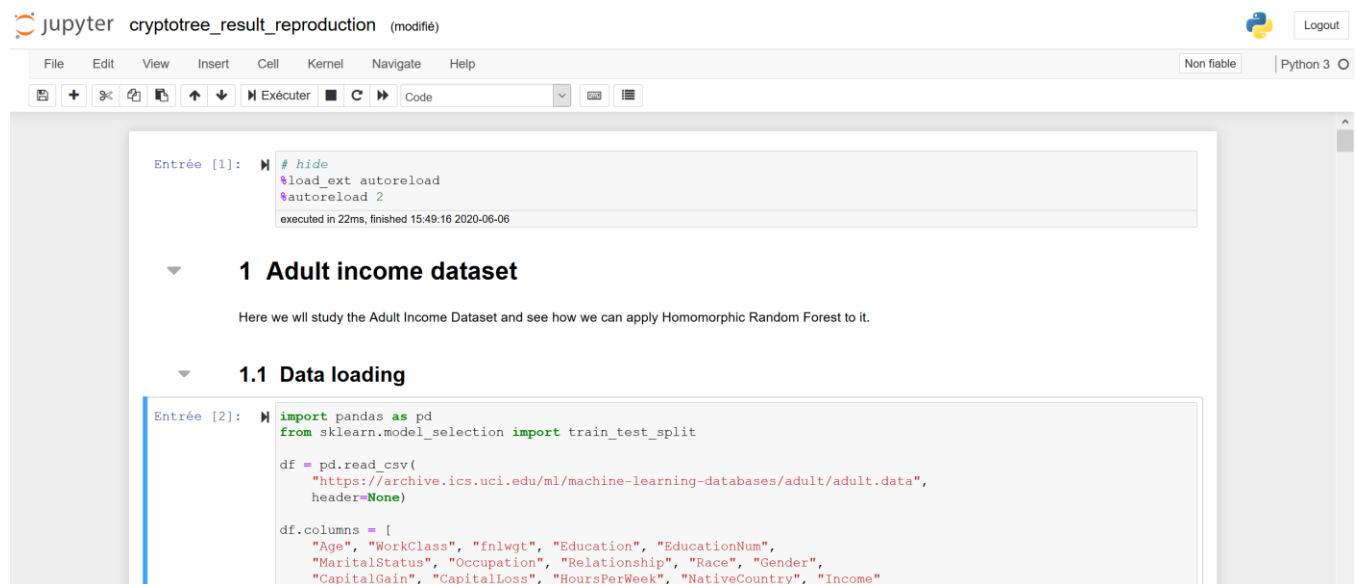 jupyter cryptotree_result_reproduction (modifié)
Logout
File Edit View Insert Cell Kernel Navigate Help
Non fiable
Python 3
Exécuter
Code
Entrée [1]:
# hide
%load_ext autoreload
%autoreload 2
executed in 22ms, finished 15:49:16 2020-06-06
1 Adult income dataset
Here we wll study the Adult Income Dataset and see how we can apply Homomorphic Random Forest to it.
1.1 Data loading
Entrée [2]:
import pandas as pd
from sklearn.model_selection import train_test_split
df = pd.read_csv(
"https://archive.ics.uci.edu/ml/machine-learning-databases/adult/adult.data",
header=None)
df.columns = [
"Age", "WorkClass", "fnlwgt", "Education", "EducationNum",
"MaritalStatus", "Occupation", "Relationship", "Race", "Gender",
"CapitalGain", "CapitalLoss", "HoursPerWeek", "NativeCountry", "Income"